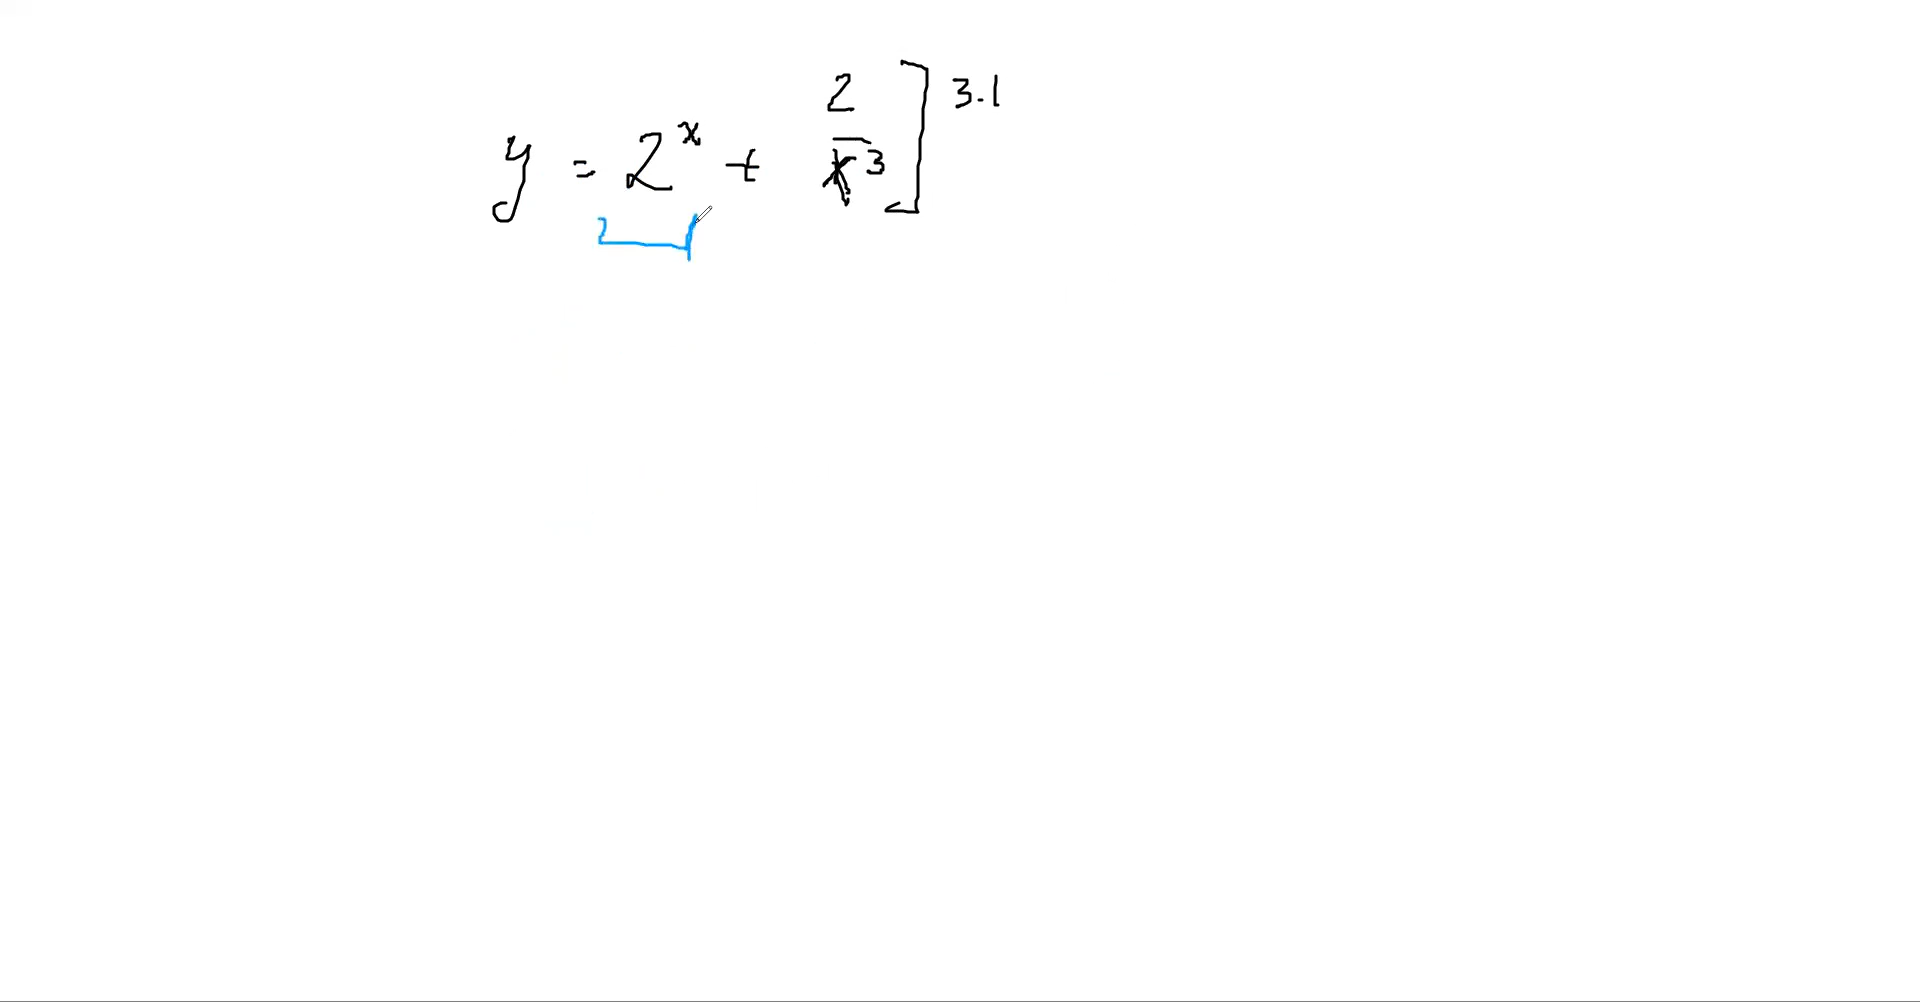 y = 2^x + 2/x^3 ] 3.1